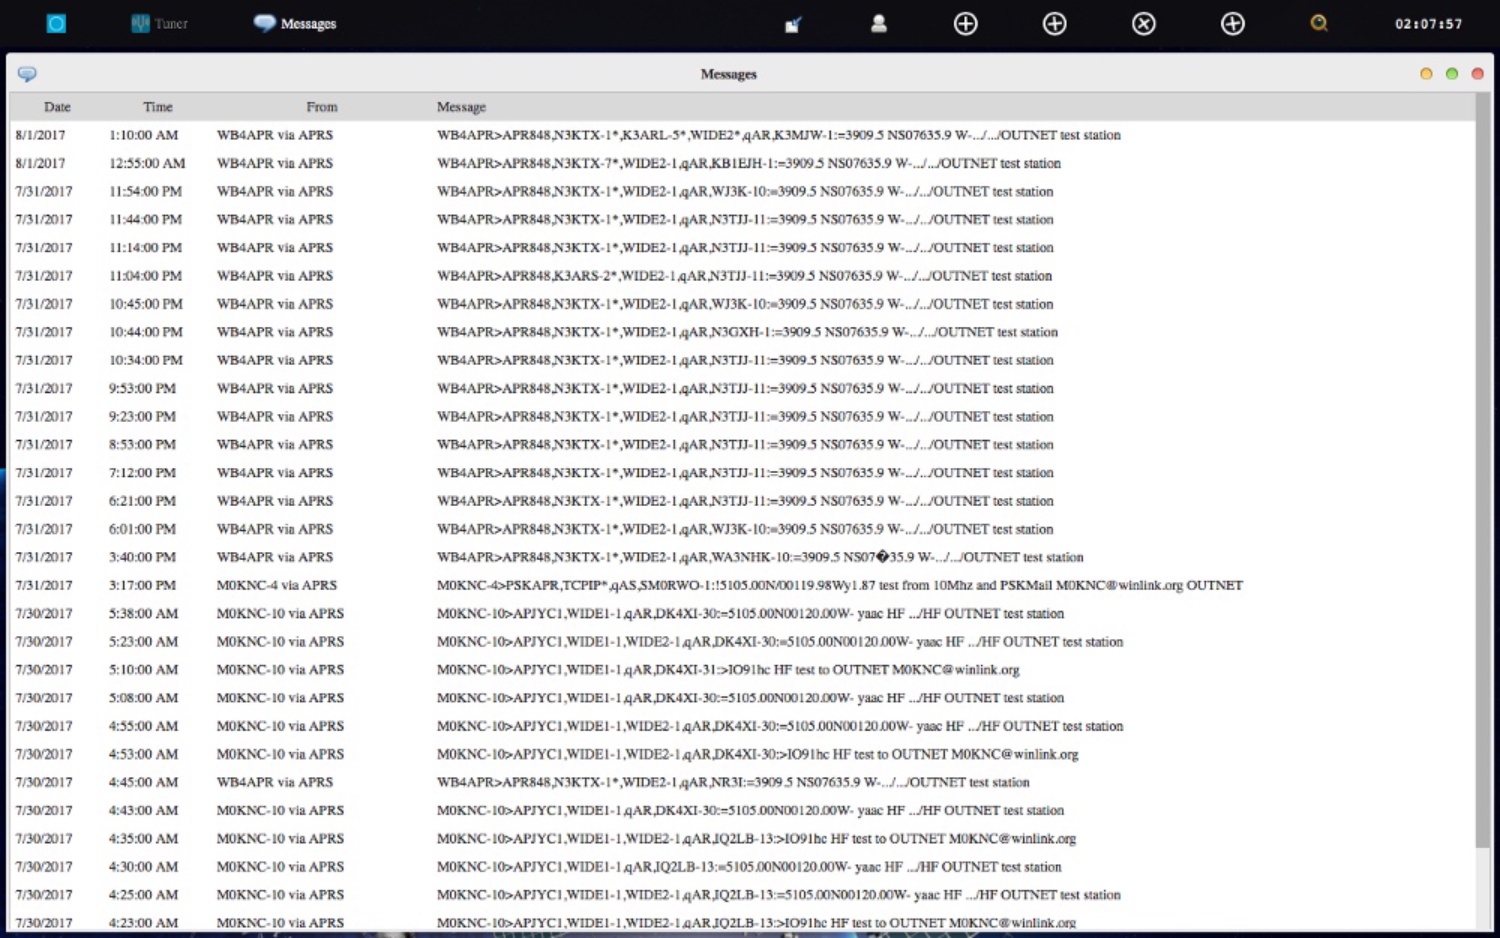 Tuner Messages 02:07:57
Messages
Date Time From Message
8/1/2017 1:10:00 AM WB4APR via APRS WB4APR>APR848,N3KTX-1*,K3ARL-5*,WIDE2*,qAR,K3MJW-1:=3909.5 NS07635.9 W-.../.../OUTNET test station
8/1/2017 12:55:00 AM WB4APR via APRS WB4APR>APR848,N3KTX-7*,WIDE2-1,qAR,KB1EJH-1:=3909.5 NS07635.9 W-.../.../OUTNET test station
7/31/2017 11:54:00 PM WB4APR via APRS WB4APR>APR848,N3KTX-1*,WIDE2-1,qAR,WJ3K-10:=3909.5 NS07635.9 W-.../.../OUTNET test station
7/31/2017 11:44:00 PM WB4APR via APRS WB4APR>APR848,N3KTX-1*,WIDE2-1,qAR,N3TJJ-11:=3909.5 NS07635.9 W-.../.../OUTNET test station
7/31/2017 11:14:00 PM WB4APR via APRS WB4APR>APR848,N3KTX-1*,WIDE2-1,qAR,N3TJJ-11:=3909.5 NS07635.9 W-.../.../OUTNET test station
7/31/2017 11:04:00 PM WB4APR via APRS WB4APR>APR848,K3ARS-2*,WIDE2-1,qAR,N3TJJ-11:=3909.5 NS07635.9 W-.../.../OUTNET test station
7/31/2017 10:45:00 PM WB4APR via APRS WB4APR>APR848,N3KTX-1*,WIDE2-1,qAR,WJ3K-10:=3909.5 NS07635.9 W-.../.../OUTNET test station
7/31/2017 10:44:00 PM WB4APR via APRS WB4APR>APR848,N3KTX-1*,WIDE2-1,qAR,N3GXH-1:=3909.5 NS07635.9 W-.../.../OUTNET test station
7/31/2017 10:34:00 PM WB4APR via APRS WB4APR>APR848,N3KTX-1*,WIDE2-1,qAR,N3TJJ-11:=3909.5 NS07635.9 W-.../.../OUTNET test station
7/31/2017 9:53:00 PM WB4APR via APRS WB4APR>APR848,N3KTX-1*,WIDE2-1,qAR,N3TJJ-11:=3909.5 NS07635.9 W-.../.../OUTNET test station
7/31/2017 9:23:00 PM WB4APR via APRS WB4APR>APR848,N3KTX-1*,WIDE2-1,qAR,N3TJJ-11:=3909.5 NS07635.9 W-.../.../OUTNET test station
7/31/2017 8:53:00 PM WB4APR via APRS WB4APR>APR848,N3KTX-1*,WIDE2-1,qAR,N3TJJ-11:=3909.5 NS07635.9 W-.../.../OUTNET test station
7/31/2017 7:12:00 PM WB4APR via APRS WB4APR>APR848,N3KTX-1*,WIDE2-1,qAR,N3TJJ-11:=3909.5 NS07635.9 W-.../.../OUTNET test station
7/31/2017 6:21:00 PM WB4APR via APRS WB4APR>APR848,N3KTX-1*,WIDE2-1,qAR,N3TJJ-11:=3909.5 NS07635.9 W-.../.../OUTNET test station
7/31/2017 6:01:00 PM WB4APR via APRS WB4APR>APR848,N3KTX-1*,WIDE2-1,qAR,WJ3K-10:=3909.5 NS07635.9 W-.../.../OUTNET test station
7/31/2017 3:40:00 PM WB4APR via APRS WB4APR>APR848,N3KTX-1*,WIDE2-1,qAR,WA3NHK-10:=3909.5 NS07�35.9 W-.../.../OUTNET test station
7/31/2017 3:17:00 PM M0KNC-4 via APRS M0KNC-4>PSKAPR,TCPIP*,qAS,SM0RWO-1:!5105.00N/00119.98Wy1.87 test from 10Mhz and PSKMail M0KNC@winlink.org OUTNET
7/30/2017 5:38:00 AM M0KNC-10 via APRS M0KNC-10>APJYC1,WIDE1-1,qAR,DK4XI-30:=5105.00N00120.00W- yaac HF .../HF OUTNET test station
7/30/2017 5:23:00 AM M0KNC-10 via APRS M0KNC-10>APJYC1,WIDE1-1,WIDE2-1,qAR,DK4XI-30:=5105.00N00120.00W- yaac HF .../HF OUTNET test station
7/30/2017 5:10:00 AM M0KNC-10 via APRS M0KNC-10>APJYC1,WIDE1-1,qAR,DK4XI-31:>IO91hc HF test to OUTNET M0KNC@winlink.org
7/30/2017 5:08:00 AM M0KNC-10 via APRS M0KNC-10>APJYC1,WIDE1-1,qAR,DK4XI-30:=5105.00N00120.00W- yaac HF .../HF OUTNET test station
7/30/2017 4:55:00 AM M0KNC-10 via APRS M0KNC-10>APJYC1,WIDE1-1,WIDE2-1,qAR,DK4XI-30:=5105.00N00120.00W- yaac HF .../HF OUTNET test station
7/30/2017 4:53:00 AM M0KNC-10 via APRS M0KNC-10>APJYC1,WIDE1-1,WIDE2-1,qAR,DK4XI-30:>IO91hc HF test to OUTNET M0KNC@winlink.org
7/30/2017 4:45:00 AM WB4APR via APRS WB4APR>APR848,N3KTX-1*,WIDE2-1,qAR,NR3I:=3909.5 NS07635.9 W-.../.../OUTNET test station
7/30/2017 4:43:00 AM M0KNC-10 via APRS M0KNC-10>APJYC1,WIDE1-1,qAR,DK4XI-30:=5105.00N00120.00W- yaac HF .../HF OUTNET test station
7/30/2017 4:35:00 AM M0KNC-10 via APRS M0KNC-10>APJYC1,WIDE1-1,WIDE2-1,qAR,IQ2LB-13:>IO91hc HF test to OUTNET M0KNC@winlink.org
7/30/2017 4:30:00 AM M0KNC-10 via APRS M0KNC-10>APJYC1,WIDE1-1,qAR,IQ2LB-13:=5105.00N00120.00W- yaac HF .../HF OUTNET test station
7/30/2017 4:25:00 AM M0KNC-10 via APRS M0KNC-10>APJYC1,WIDE1-1,WIDE2-1,qAR,IQ2LB-13:=5105.00N00120.00W- yaac HF .../HF OUTNET test station
7/30/2017 4:23:00 AM M0KNC-10 via APRS M0KNC-10>APJYC1,WIDE1-1,WIDE2-1,qAR,IQ2LB-13:>IO91hc HF test to OUTNET M0KNC@winlink.org